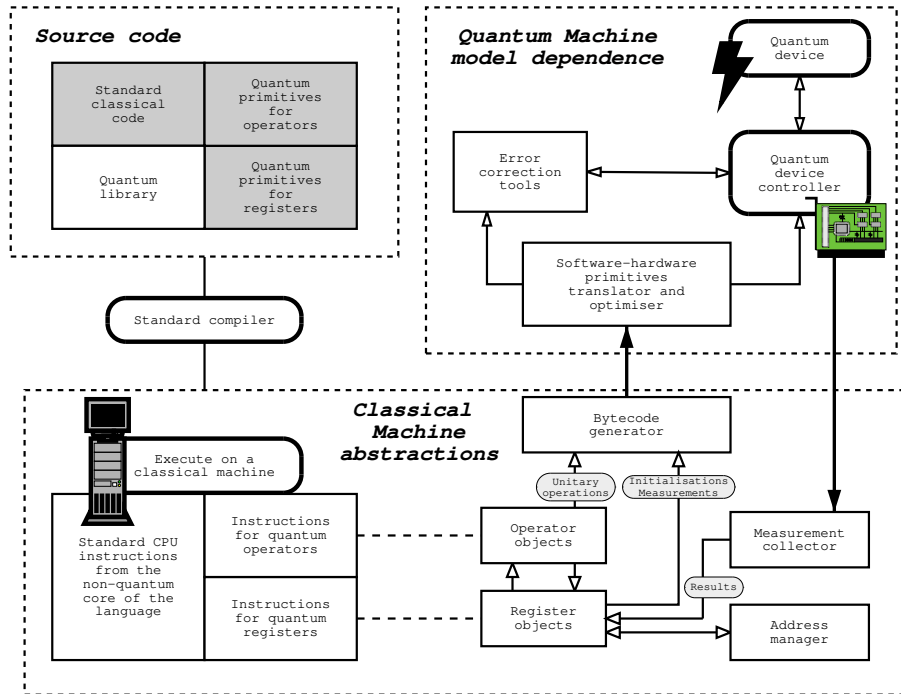 Source code
Standard
classical
code
Quantum
primitives
for
operators
Quantum
library
Quantum
primitives
for
registers
Standard compiler
Quantum Machine
model dependence
Quantum
device
Error
correction
tools
Quantum
device
controller
Software-hardware
primitives
translator and
optimiser
Classical
Machine
abstractions
Execute on a
classical machine
Standard CPU
instructions
from the
non-quantum
core of the
language
Instructions
for quantum
operators
Instructions
for quantum
registers
Bytecode
generator
Unitary
operations
Initialisations
Measurements
Operator
objects
Register
objects
Measurement
collector
Results
Address
manager